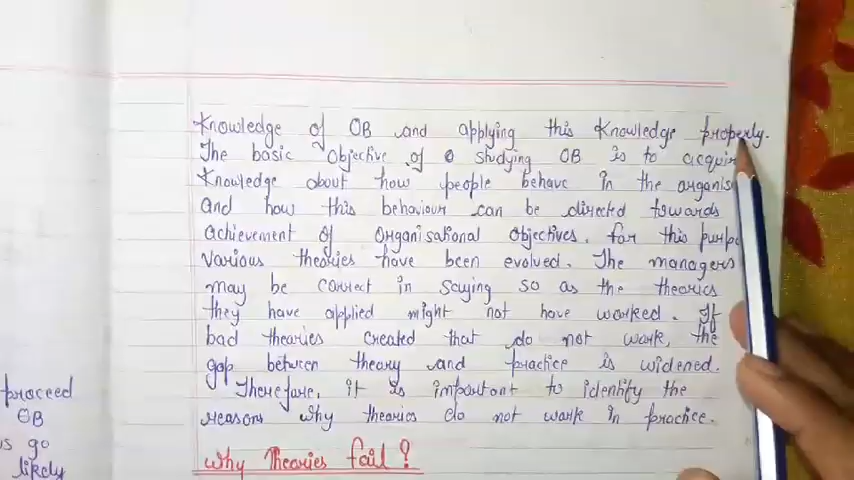 Knowledge of OB and applying this knowledge properly.
The basic objective of studying OB is to acquir
knowledge about how people behave in the organis
and how this behaviour can be directed towards
achievement of organisational objectives. for this purp
various theories have been evolved. The managers
may be correct in saying so as the theories
they have applied might not have worked. If
bad theories created that do not work, the
gap between theory and practice is widened.
Therefore, it is important to identify the
reasons why theories do not work in practice.
Why Theories fail?
proceed
OB
is go
likely